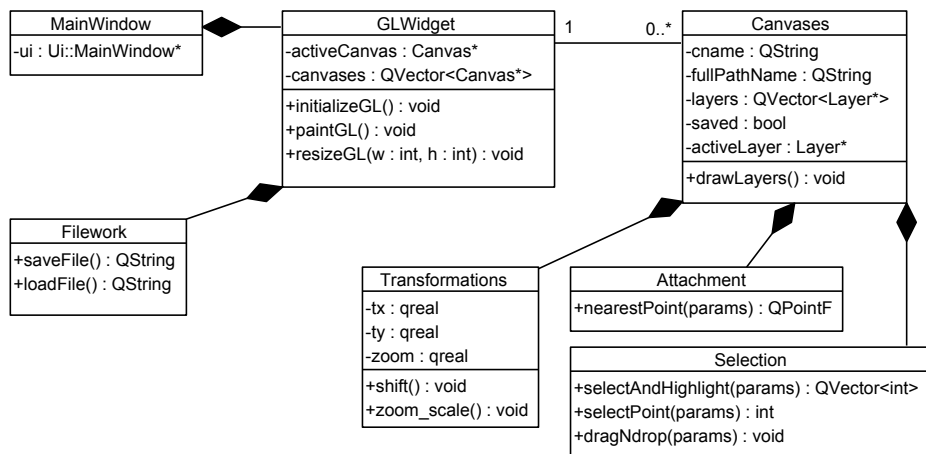 MainWindow
-ui : Ui::MainWindow*
GLWidget
-activeCanvas : Canvas*
-canvases : QVector<Canvas*>
+initializeGL() : void
+paintGL() : void
+resizeGL(w : int, h : int) : void
1
0..*
Canvases
-cname : QString
-fullPathName : QString
-layers : QVector<Layer*>
-saved : bool
-activeLayer : Layer*
+drawLayers() : void
Filework
+saveFile() : QString
+loadFile() : QString
Transformations
-tx : qreal
-ty : qreal
-zoom : qreal
+shift() : void
+zoom_scale() : void
Attachment
+nearestPoint(params) : QPointF
Selection
+selectAndHighlight(params) : QVector<int>
+selectPoint(params) : int
+dragNdrop(params) : void